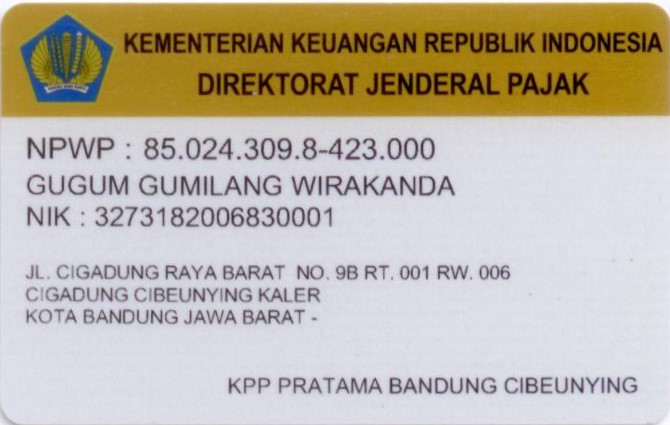 KEMENTERIAN KEUANGAN REPUBLIK INDONESIA
DIREKTORAT JENDERAL PAJAK
NPWP : 85.024.309.8-423.000
GUGUM GUMILANG WIRAKANDA
NIK : 3273182006830001
JL. CIGADUNG RAYA BARAT NO. 9B RT. 001 RW. 006
CIGADUNG CIBEUNYING KALER
KOTA BANDUNG JAWA BARAT -
KPP PRATAMA BANDUNG CIBEUNYING